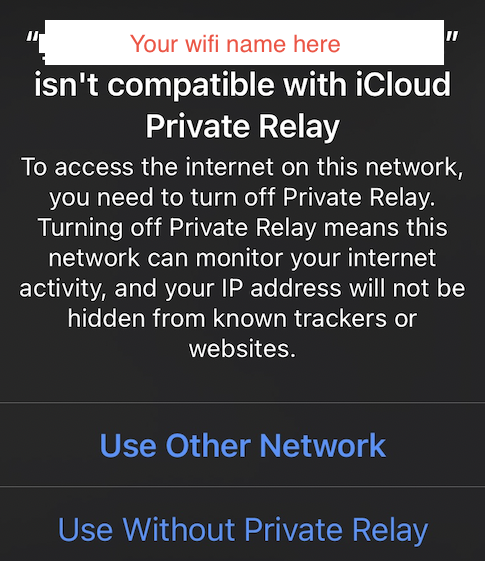 “Your wifi name here”
isn't compatible with iCloud
Private Relay
To access the internet on this network,
you need to turn off Private Relay.
Turning off Private Relay means this
network can monitor your internet
activity, and your IP address will not be
hidden from known trackers or
websites.
Use Other Network
Use Without Private Relay